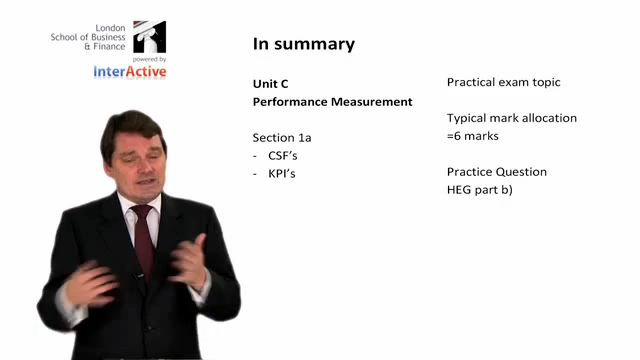 London
School of Business
& Finance
powered by
InterActive
In summary
Unit C
Performance Measurement
Section 1a
- CSF's
- KPI's
Practical exam topic
Typical mark allocation
=6 marks
Practice Question
HEG part b)